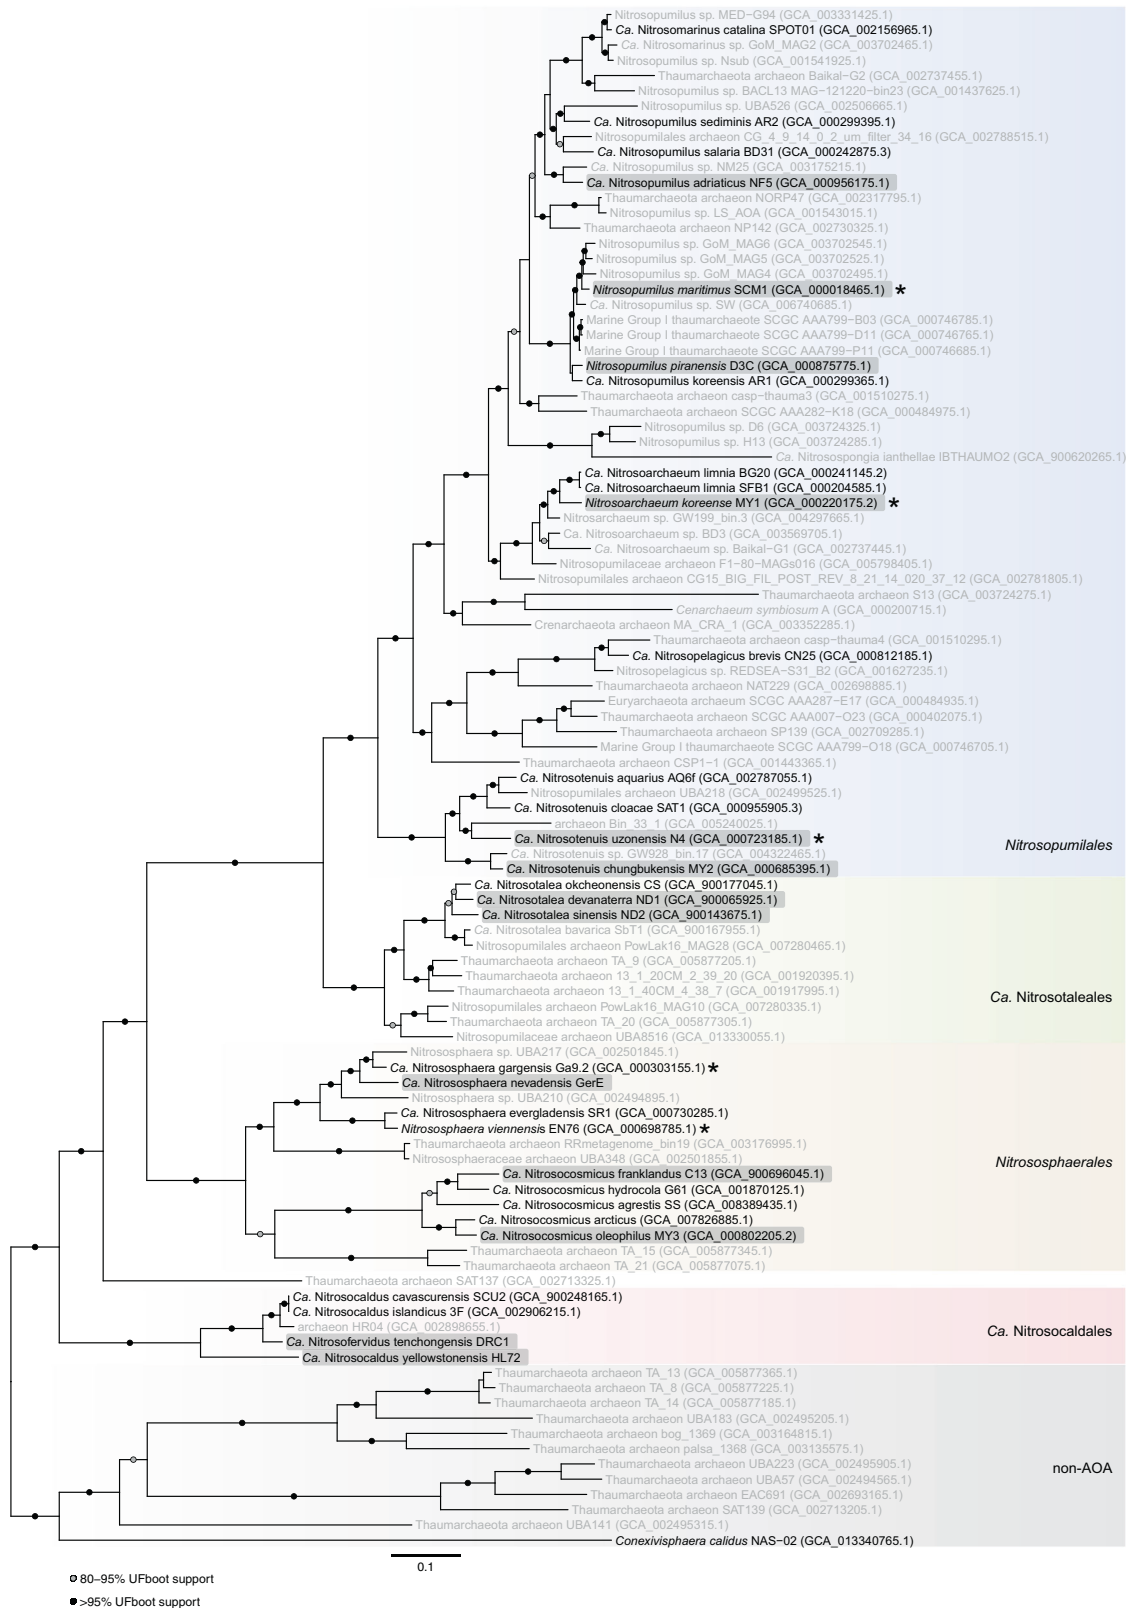 Nitrosopumilus sp. MED-G94 (GCA_003331425.1)
Ca. Nitrosomarinus catalina SPOT01 (GCA_002156965.1)
Ca. Nitrosomarinus sp. GoM_MAG2 (GCA_003702465.1)
Nitrosopumilus sp. Nsub (GCA_001541925.1)
Thaumarchaeota archaeon Baikal-G2 (GCA_002737455.1)
Nitrosopumilus sp. BACL13 MAG-121220-bin23 (GCA_001437625.1)
Nitrosopumilus sp. UBA526 (GCA_002506665.1)
Ca. Nitrosopumilus sediminis AR2 (GCA_000299395.1)
Nitrosopumilales archaeon CG_4_9_14_0_2_um_filter_34_16 (GCA_002788515.1)
Ca. Nitrosopumilus salaria BD31 (GCA_000242875.3)
Ca. Nitrosopumilus sp. NM25 (GCA_003175215.1)
Ca. Nitrosopumilus adriaticus NF5 (GCA_000956175.1)
Thaumarchaeota archaeon NORP47 (GCA_002317795.1)
Nitrosopumilus sp. LS_AOA (GCA_001543015.1)
Thaumarchaeota archaeon NP142 (GCA_002730325.1)
Nitrosopumilus sp. GoM_MAG6 (GCA_003702545.1)
Nitrosopumilus sp. GoM_MAG5 (GCA_003702525.1)
Nitrosopumilus sp. GoM_MAG4 (GCA_003702495.1)
Nitrosopumilus maritimus SCM1 (GCA_000018465.1) *
Ca. Nitrosopumilus sp. SW (GCA_006740685.1)
Marine Group I thaumarchaeote SCGC AAA799-B03 (GCA_000746785.1)
Marine Group I thaumarchaeote SCGC AAA799-D11 (GCA_000746765.1)
Marine Group I thaumarchaeote SCGC AAA799-P11 (GCA_000746685.1)
Nitrosopumilus piranensis D3C (GCA_000875775.1)
Ca. Nitrosopumilus koreensis AR1 (GCA_000299365.1)
Thaumarchaeota archaeon casp-thauma3 (GCA_001510275.1)
Thaumarchaeota archaeon SCGC AAA282-K18 (GCA_000484975.1)
Nitrosopumilus sp. D6 (GCA_003724325.1)
Nitrosopumilus sp. H13 (GCA_003724285.1)
Ca. Nitrosospongia ianthellae IBTHAUMO2 (GCA_900620265.1)
Ca. Nitrosoarchaeum limnia BG20 (GCA_000241145.2)
Ca. Nitrosoarchaeum limnia SFB1 (GCA_000204585.1)
Nitrosoarchaeum koreense MY1 (GCA_000220175.2) *
Nitrosarchaeum sp. GW199_bin.3 (GCA_004297665.1)
Ca. Nitrosoarchaeum sp. BD3 (GCA_003569705.1)
Ca. Nitrosoarchaeum sp. Baikal-G1 (GCA_002737445.1)
Nitrosopumilaceae archaeon F1-80-MAGs016 (GCA_005798405.1)
Nitrosopumilales archaeon CG15_BIG_FIL_POST_REV_8_21_14_020_37_12 (GCA_002781805.1)
Thaumarchaeota archaeon S13 (GCA_003724275.1)
Cenarchaeum symbiosum A (GCA_000200715.1)
Crenarchaeota archaeon MA_CRA_1 (GCA_003352285.1)
Thaumarchaeota archaeon casp-thauma4 (GCA_001510295.1)
Ca. Nitrosopelagicus brevis CN25 (GCA_000812185.1)
Nitrosopelagicus sp. REDSEA-S31_B2 (GCA_001627235.1)
Thaumarchaeota archaeon NAT229 (GCA_002698885.1)
Euryarchaeota archaeum SCGC AAA287-E17 (GCA_000484935.1)
Thaumarchaeota archaeon SCGC AAA007-O23 (GCA_000402075.1)
Thaumarchaeota archaeon SP139 (GCA_002709285.1)
Marine Group I thaumarchaeote SCGC AAA799-O18 (GCA_000746705.1)
Thaumarchaeota archaeon CSP1-1 (GCA_001443365.1)
Ca. Nitrosotenuis aquarius AQ6f (GCA_002787055.1)
Nitrosopumilales archaeon UBA218 (GCA_002499525.1)
Ca. Nitrosotenuis cloacae SAT1 (GCA_000955905.3)
archaeon Bin_33_1 (GCA_005240025.1)
Ca. Nitrosotenuis uzonensis N4 (GCA_000723185.1) *
Nitrosopumilales
Ca. Nitrosotenuis sp. GW928_bin.17 (GCA_004322465.1)
Ca. Nitrosotenuis chungbukensis MY2 (GCA_000685395.1)
Ca. Nitrosotalea okcheonensis CS (GCA_900177045.1)
Ca. Nitrosotalea devanaterra ND1 (GCA_900065925.1)
Ca. Nitrosotalea sinensis ND2 (GCA_900143675.1)
Ca. Nitrosotalea bavarica SbT1 (GCA_900167955.1)
Nitrosopumilales archaeon PowLak16_MAG28 (GCA_007280465.1)
Thaumarchaeota archaeon TA_9 (GCA_005877205.1)
Thaumarchaeota archaeon 13_1_20CM_2_39_20 (GCA_001920395.1)
Thaumarchaeota archaeon 13_1_40CM_4_38_7 (GCA_001917995.1)
Ca. Nitrosotaleales
Nitrosopumilales archaeon PowLak16_MAG10 (GCA_007280335.1)
Thaumarchaeota archaeon TA_20 (GCA_005877305.1)
Nitrosopumilaceae archaeon UBA8516 (GCA_013330055.1)
Nitrososphaera sp. UBA217 (GCA_002501845.1)
Ca. Nitrososphaera gargensis Ga9.2 (GCA_000303155.1) *
Ca. Nitrososphaera nevadensis GerE
Nitrososphaera sp. UBA210 (GCA_002494895.1)
Ca. Nitrososphaera evergladensis SR1 (GCA_000730285.1)
Nitrososphaera viennensis EN76 (GCA_000698785.1) *
Thaumarchaeota archaeon RRmetagenome_bin19 (GCA_003176995.1)
Nitrososphaeraceae archaeon UBA348 (GCA_002501855.1)
Nitrososphaerales
Ca. Nitrosocosmicus franklandus C13 (GCA_900696045.1)
Ca. Nitrosocosmicus hydrocola G61 (GCA_001870125.1)
Ca. Nitrosocosmicus agrestis SS (GCA_008389435.1)
Ca. Nitrosocosmicus arcticus (GCA_007826885.1)
Ca. Nitrosocosmicus oleophilus MY3 (GCA_000802205.2)
Thaumarchaeota archaeon TA_15 (GCA_005877345.1)
Thaumarchaeota archaeon TA_21 (GCA_005877075.1)
Thaumarchaeota archaeon SAT137 (GCA_002713325.1)
Ca. Nitrosocaldus cavascurensis SCU2 (GCA_900248165.1)
Ca. Nitrosocaldus islandicus 3F (GCA_002906215.1)
archaeon HR04 (GCA_002898655.1)
Ca. Nitrosocaldales
Ca. Nitrosofervidus tenchongensis DRC1
Ca. Nitrosocaldus yellowstonensis HL72
Thaumarchaeota archaeon TA_13 (GCA_005877365.1)
Thaumarchaeota archaeon TA_8 (GCA_005877225.1)
Thaumarchaeota archaeon TA_14 (GCA_005877185.1)
Thaumarchaeota archaeon UBA183 (GCA_002495205.1)
Thaumarchaeota archaeon bog_1369 (GCA_003164815.1)
Thaumarchaeota archaeon palsa_1368 (GCA_003135575.1)
Thaumarchaeota archaeon UBA223 (GCA_002495905.1)
non-AOA
Thaumarchaeota archaeon UBA57 (GCA_002494565.1)
Thaumarchaeota archaeon EAC691 (GCA_002693165.1)
Thaumarchaeota archaeon SAT139 (GCA_002713205.1)
Thaumarchaeota archaeon UBA141 (GCA_002495315.1)
Conexivisphaera calidus NAS-02 (GCA_013340765.1)
0.1
80–95% UFboot support
>95% UFboot support